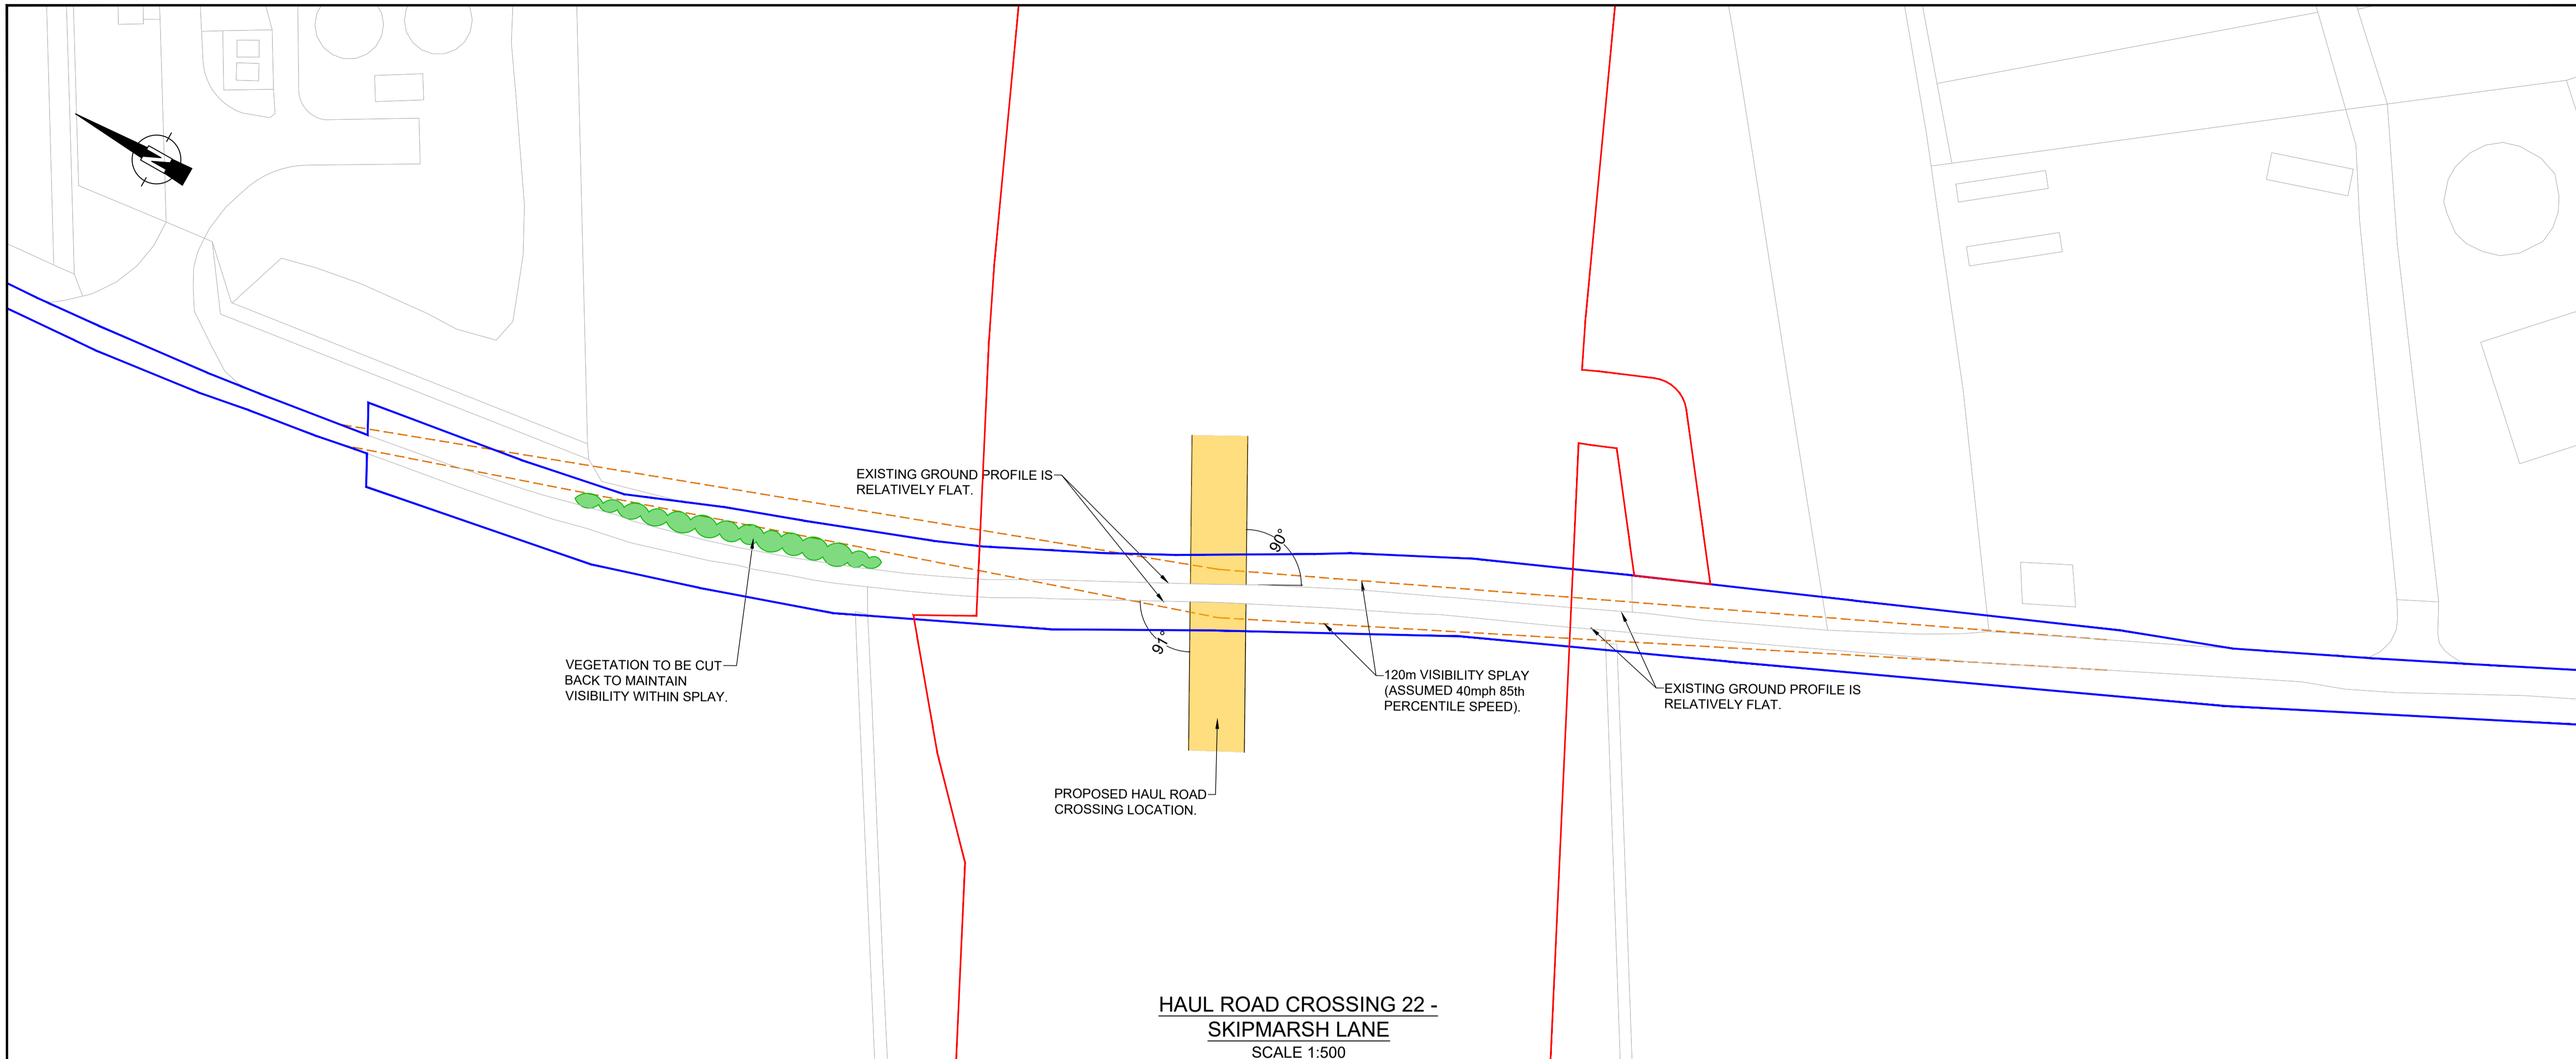 N
EXISTING GROUND PROFILE IS
RELATIVELY FLAT.
90°
91°
VEGETATION TO BE CUT
BACK TO MAINTAIN
VISIBILITY WITHIN SPLAY.
120m VISIBILITY SPLAY
(ASSUMED 40mph 85th
PERCENTILE SPEED).
EXISTING GROUND PROFILE IS
RELATIVELY FLAT.
PROPOSED HAUL ROAD
CROSSING LOCATION.
HAUL ROAD CROSSING 22 -
SKIPMARSH LANE
SCALE 1:500